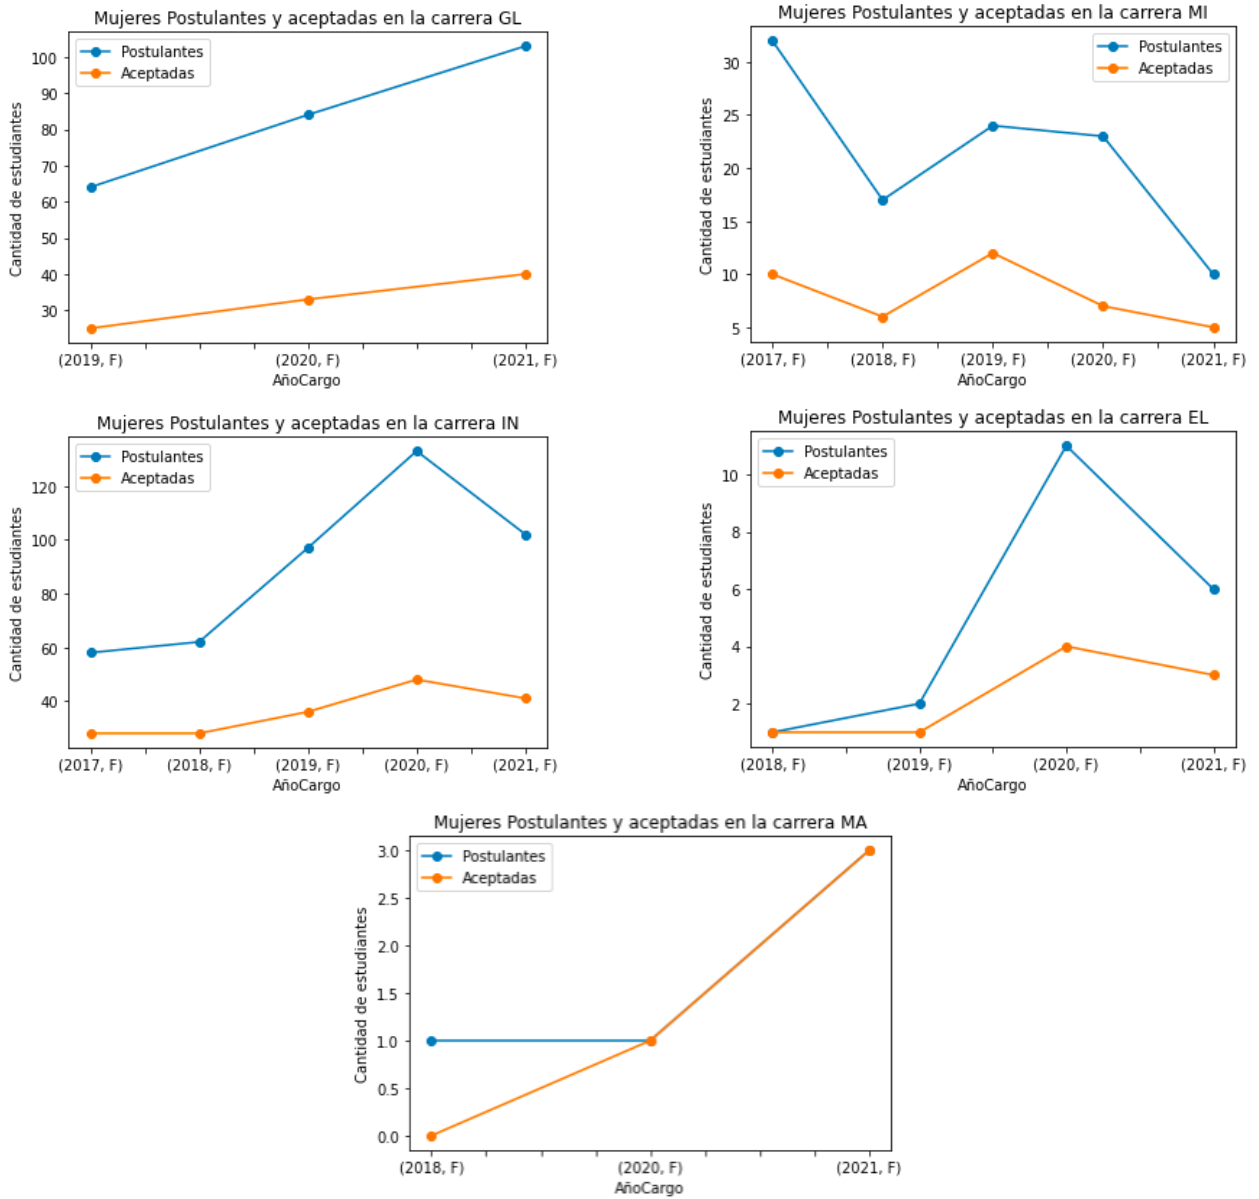 Mujeres Postulantes y aceptadas en la carrera GL
Postulantes
Aceptadas
100
90
80
70
60
50
40
30
Cantidad de estudiantes
(2019, F)
(2020, F)
(2021, F)
AñoCargo
Mujeres Postulantes y aceptadas en la carrera MI
Postulantes
Aceptadas
30
25
20
15
10
5
Cantidad de estudiantes
(2017, F)
(2018, F)
(2019, F)
(2020, F)
(2021, F)
AñoCargo
Mujeres Postulantes y aceptadas en la carrera IN
Postulantes
Aceptadas
120
100
80
60
40
Cantidad de estudiantes
(2017, F)
(2018, F)
(2019, F)
(2020, F)
(2021, F)
AñoCargo
Mujeres Postulantes y aceptadas en la carrera EL
Postulantes
Aceptadas
10
8
6
4
2
Cantidad de estudiantes
(2018, F)
(2019, F)
(2020, F)
(2021, F)
AñoCargo
Mujeres Postulantes y aceptadas en la carrera MA
Postulantes
Aceptadas
3.0
2.5
2.0
1.5
1.0
0.5
0.0
Cantidad de estudiantes
(2018, F)
(2020, F)
(2021, F)
AñoCargo